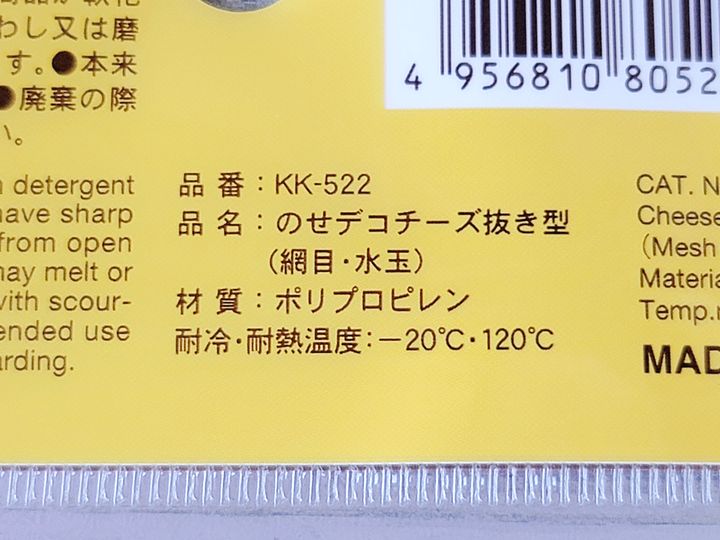 わし又は磨
す。●本来
●廃棄の際
い。
detergent
have sharp
from open
may melt or
with scour-
ended use
arding.
4 956810 8052
品番：KK-522
品名：のせデコチーズ抜き型
（網目・水玉）
材質：ポリプロピレン
耐冷・耐熱温度：－20℃・120℃
CAT. N
Cheese
(Mesh
Materia
Temp.r
MAD